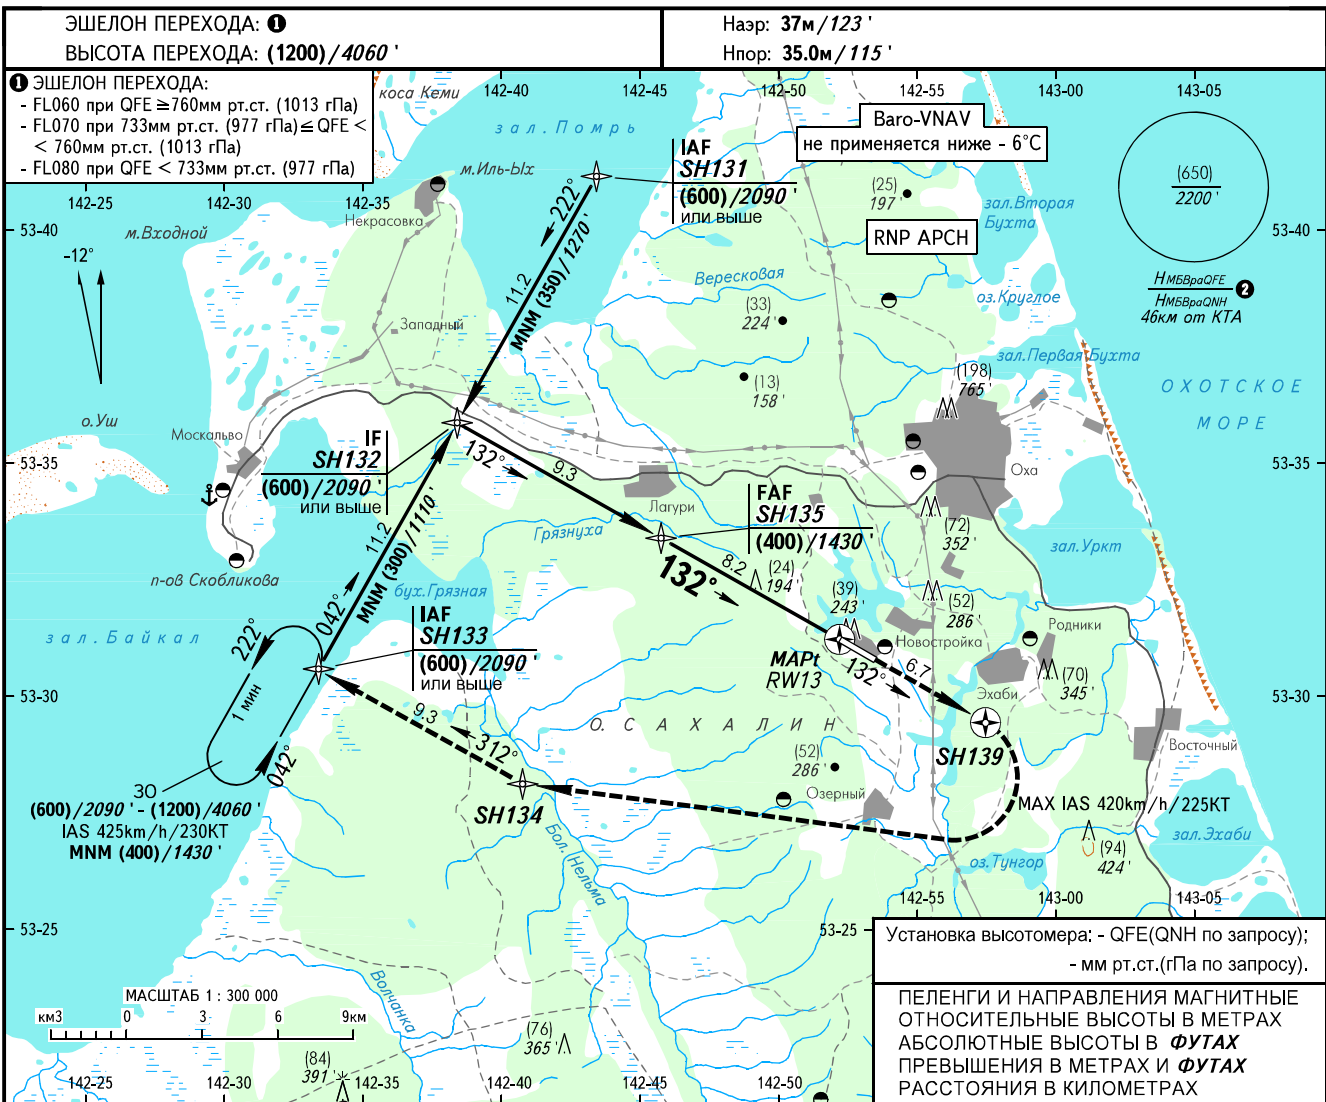 ЭШЕЛОН ПЕРЕХОДА: ❶
ВЫСОТА ПЕРЕХОДА: (1200)/4060 '
Наэр: 37м/123 '
Нпор: 35.0м/115 '
❶ ЭШЕЛОН ПЕРЕХОДА:
- FL060 при QFE ≥760мм рт.ст. (1013 гПа)
- FL070 при 733мм рт.ст. (977 гПа)≤ QFE <
< 760мм рт.ст. (1013 гПа)
- FL080 при QFE < 733мм рт.ст. (977 гПа)
коса Кеми
142-40
142-45
142-50
142-55
143-00
143-05
зал. Помрь
Baro-VNAV
не применяется ниже - 6°C
IAF
SH131
(600)/2090 '
или выше
м.Иль-Ых
(25)
197 '
(650)
2200 '
142-25
142-30
142-35
Некрасовка
зал.Вторая
Бухта
53-40
м.Входной
RNP APCH
53-40
-12°
222°
Вересковая
11.2
MNM (350)/1270 '
НМБВраQFE
НМБВраQNH
❷
46км от КТА
оз.Круглое
(33)
224 '
Западный
зал.Первая Бухта
(13)
158 '
(198)
765 '
ОХОТСКОЕ
МОРЕ
о.Уш
Москальво
IF
SH132
(600)/2090 '
или выше
132°
9.3
53-35
53-35
Оха
Лагури
FAF
SH135
(400)/1430 '
Грязнуха
(72)
352 '
зал.Уркт
11.2
MNM (300)/1110 '
132°
8.2
(24)
194 '
п-ов Скобликова
бух.Грязная
(39)
243 '
(52)
286 '
042°
IAF
SH133
(600)/2090 '
или выше
Новостройка
Родники
зал. Байкал
222°
MAPt
RW13
132°
6.7
(70)
345 '
53-30
53-30
1 мин
Эхаби
9.3
312°
О. САХАЛИН
Восточный
SH139
042°
(52)
286 '
Озерный
ЗО
(600)/2090 ' - (1200)/4060 '
IAS 425km/h/230KT
MNM (400)/1430 '
SH134
MAX IAS 420km/h/225KT
зал.Эхаби
(94)
424 '
оз.Тунгор
Бол. Нельма
142-55
143-00
143-05
53-25
53-25
Установка высотомера: - QFE(QNH по запросу);
- мм рт.ст.(гПа по запросу).
Волчанка
МАСШТАБ 1 : 300 000
км3 0 3 6 9км
ПЕЛЕНГИ И НАПРАВЛЕНИЯ МАГНИТНЫЕ
ОТНОСИТЕЛЬНЫЕ ВЫСОТЫ В МЕТРАХ
АБСОЛЮТНЫЕ ВЫСОТЫ В ФУТАХ
ПРЕВЫШЕНИЯ В МЕТРАХ И ФУТАХ
РАССТОЯНИЯ В КИЛОМЕТРАХ
(76)
365 '
(84)
391 '
142-25
142-30
142-35
142-40
142-45
142-50